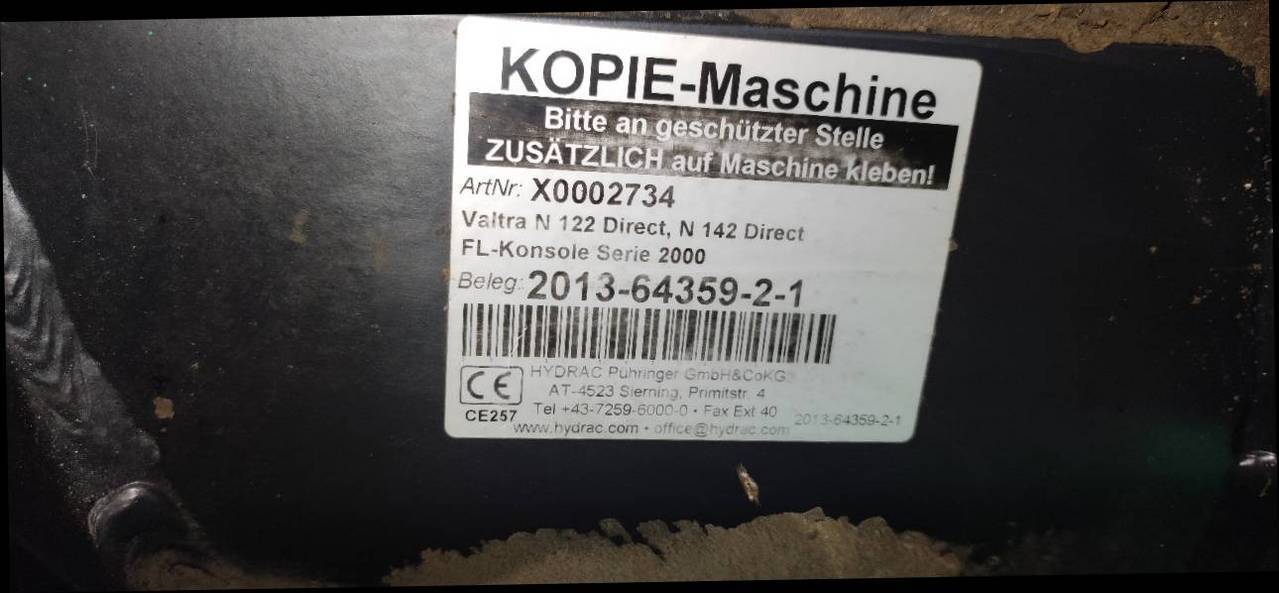 KOPIE-Maschine
Bitte an geschützter Stelle
ZUSÄTZLICH auf Maschine kleben!
ArtNr: X0002734
Valtra N 122 Direct, N 142 Direct
FL-Konsole Serie 2000
Beleg: 2013-64359-2-1
CE HYDRAC Pühringer GmbH&CoKG
AT-4523 Sierning, Primitstr. 4
CE257 Tel +43-7259-6000-0 • Fax Ext 40
www.hydrac.com • office@hydrac.com 2013-64359-2-1